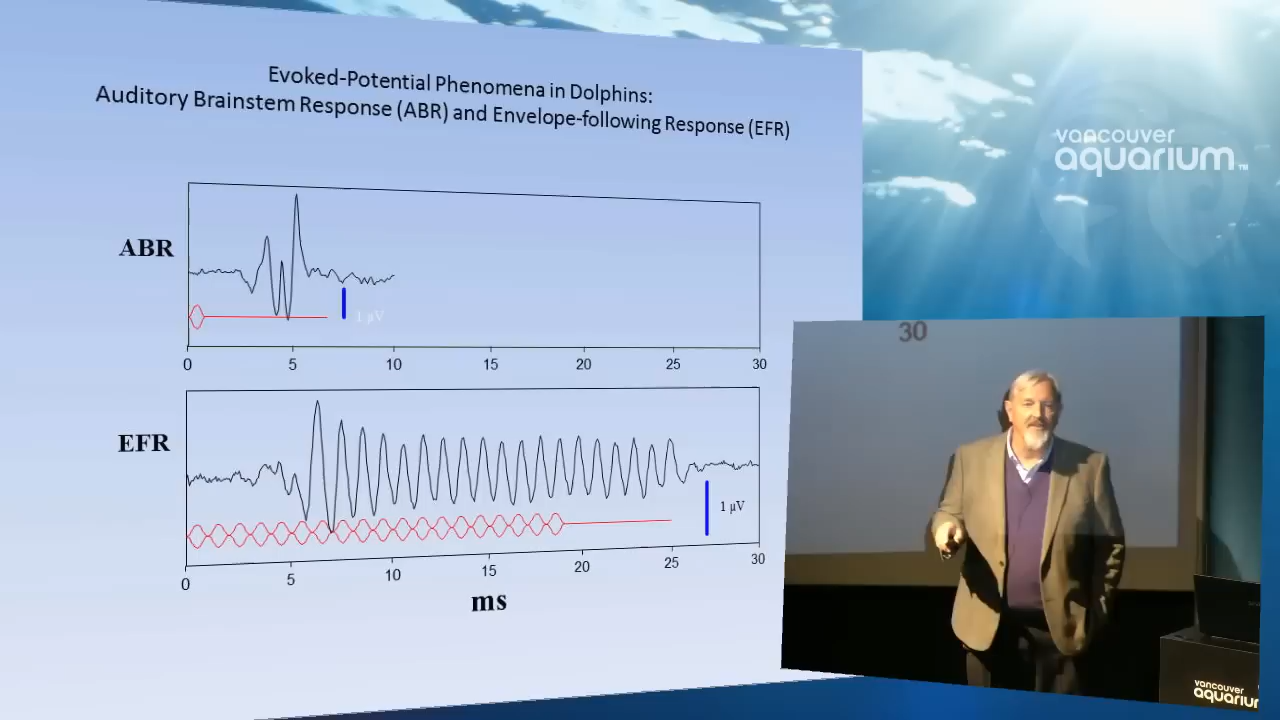 Evoked-Potential Phenomena in Dolphins:
Auditory Brainstem Response (ABR) and Envelope-following Response (EFR)
vancouver
aquarium™
ABR
1 µV
0 5 10 15 20 25 30
EFR
1 µV
0 5 10 15 20 25 30
ms
30
vancouver
aquarium